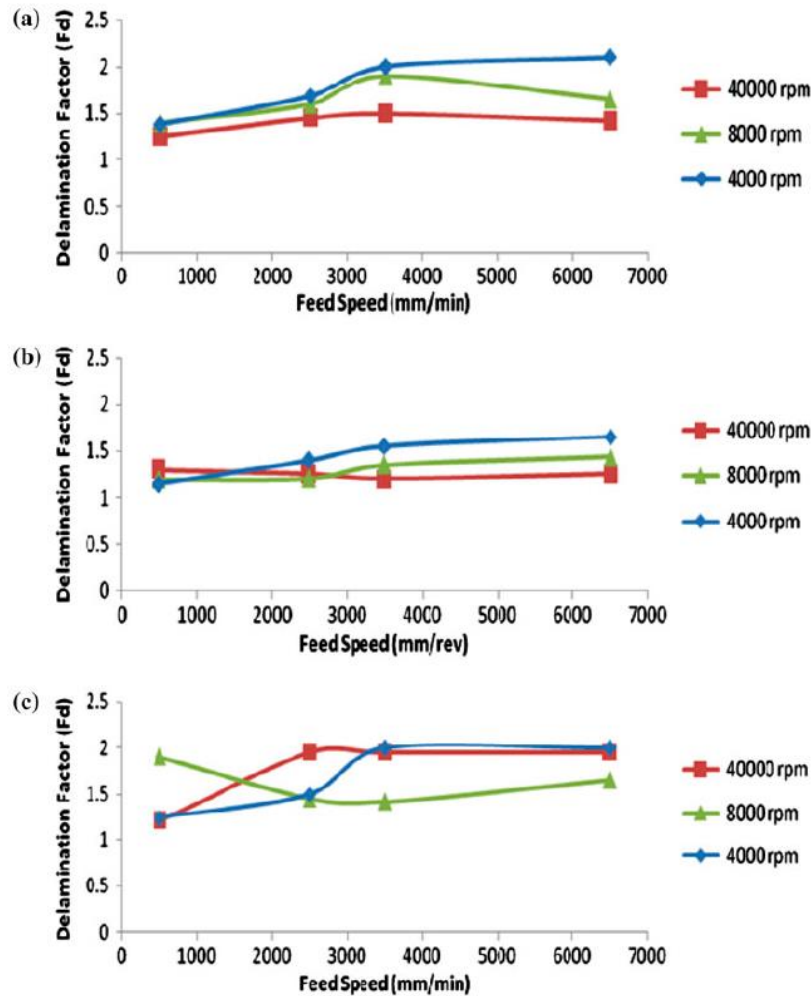 (a)
Delamination Factor (Fd)
2.5
2
1.5
1
0.5
0
0 1000 2000 3000 4000 5000 6000 7000
Feed Speed (mm/min)
40000 rpm
8000 rpm
4000 rpm
(b)
Delamination Factor (Fd)
2.5
2
1.5
1
0.5
0
0 1000 2000 3000 4000 5000 6000 7000
Feed Speed (mm/rev)
40000 rpm
8000 rpm
4000 rpm
(c)
Delamination Factor (Fd)
2.5
2
1.5
1
0.5
0
0 1000 2000 3000 4000 5000 6000 7000
Feed Speed (mm/min)
40000 rpm
8000 rpm
4000 rpm